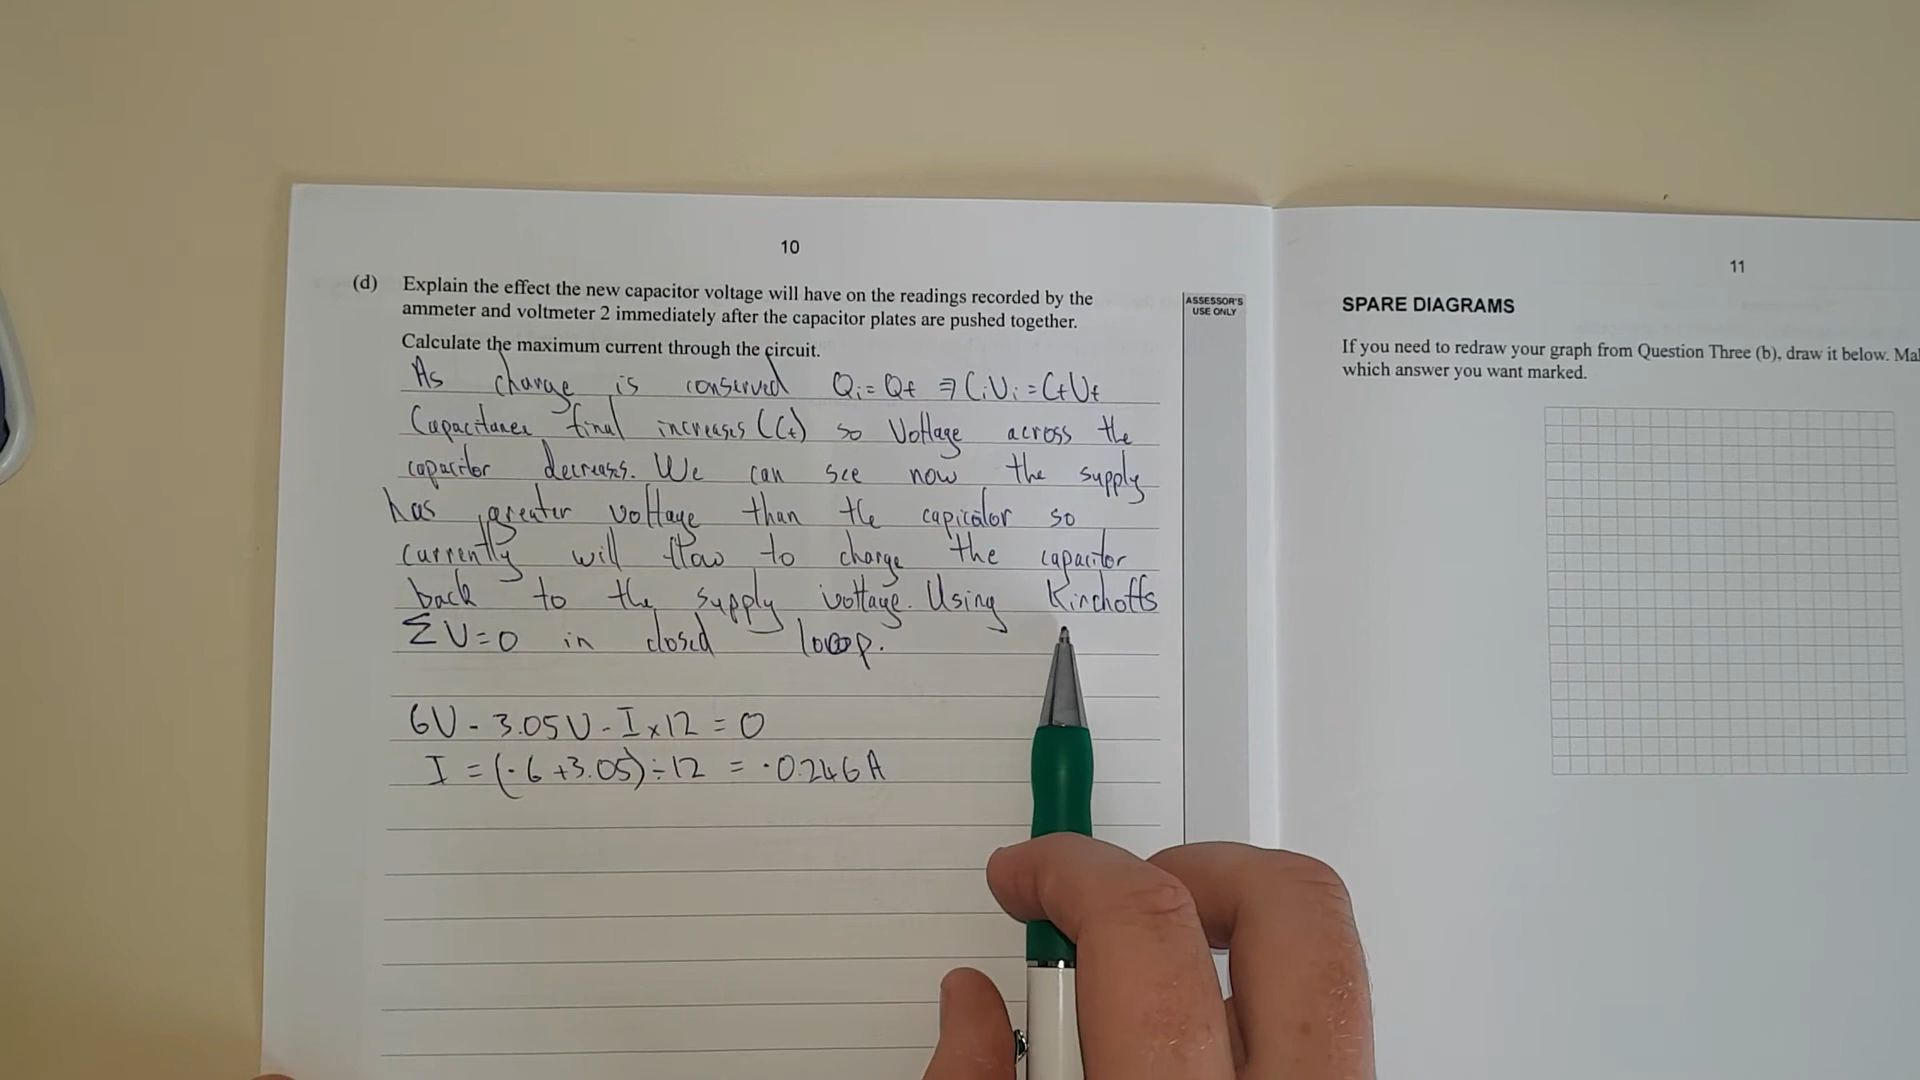 10
(d) Explain the effect the new capacitor voltage will have on the readings recorded by the
ammeter and voltmeter 2 immediately after the capacitor plates are pushed together.
Calculate the maximum current through the circuit.
As charge is conserved Qi = Qf ⇒ CiVi = CfVf
Capacitance final increases (Cf) so Voltage across the
capacitor decreases. We can see now the supply
has greater voltage than the capicator so
currently will flow to charge the capacitor
back to the supply voltage. Using Kirchoffs
ΣV=0 in closed loop.
6V - 3.05V - I×12 = 0
I = (-6 +3.05) ÷ 12 = -0.246A
ASSESSOR'S
USE ONLY
11
SPARE DIAGRAMS
If you need to redraw your graph from Question Three (b), draw it below. Ma
which answer you want marked.